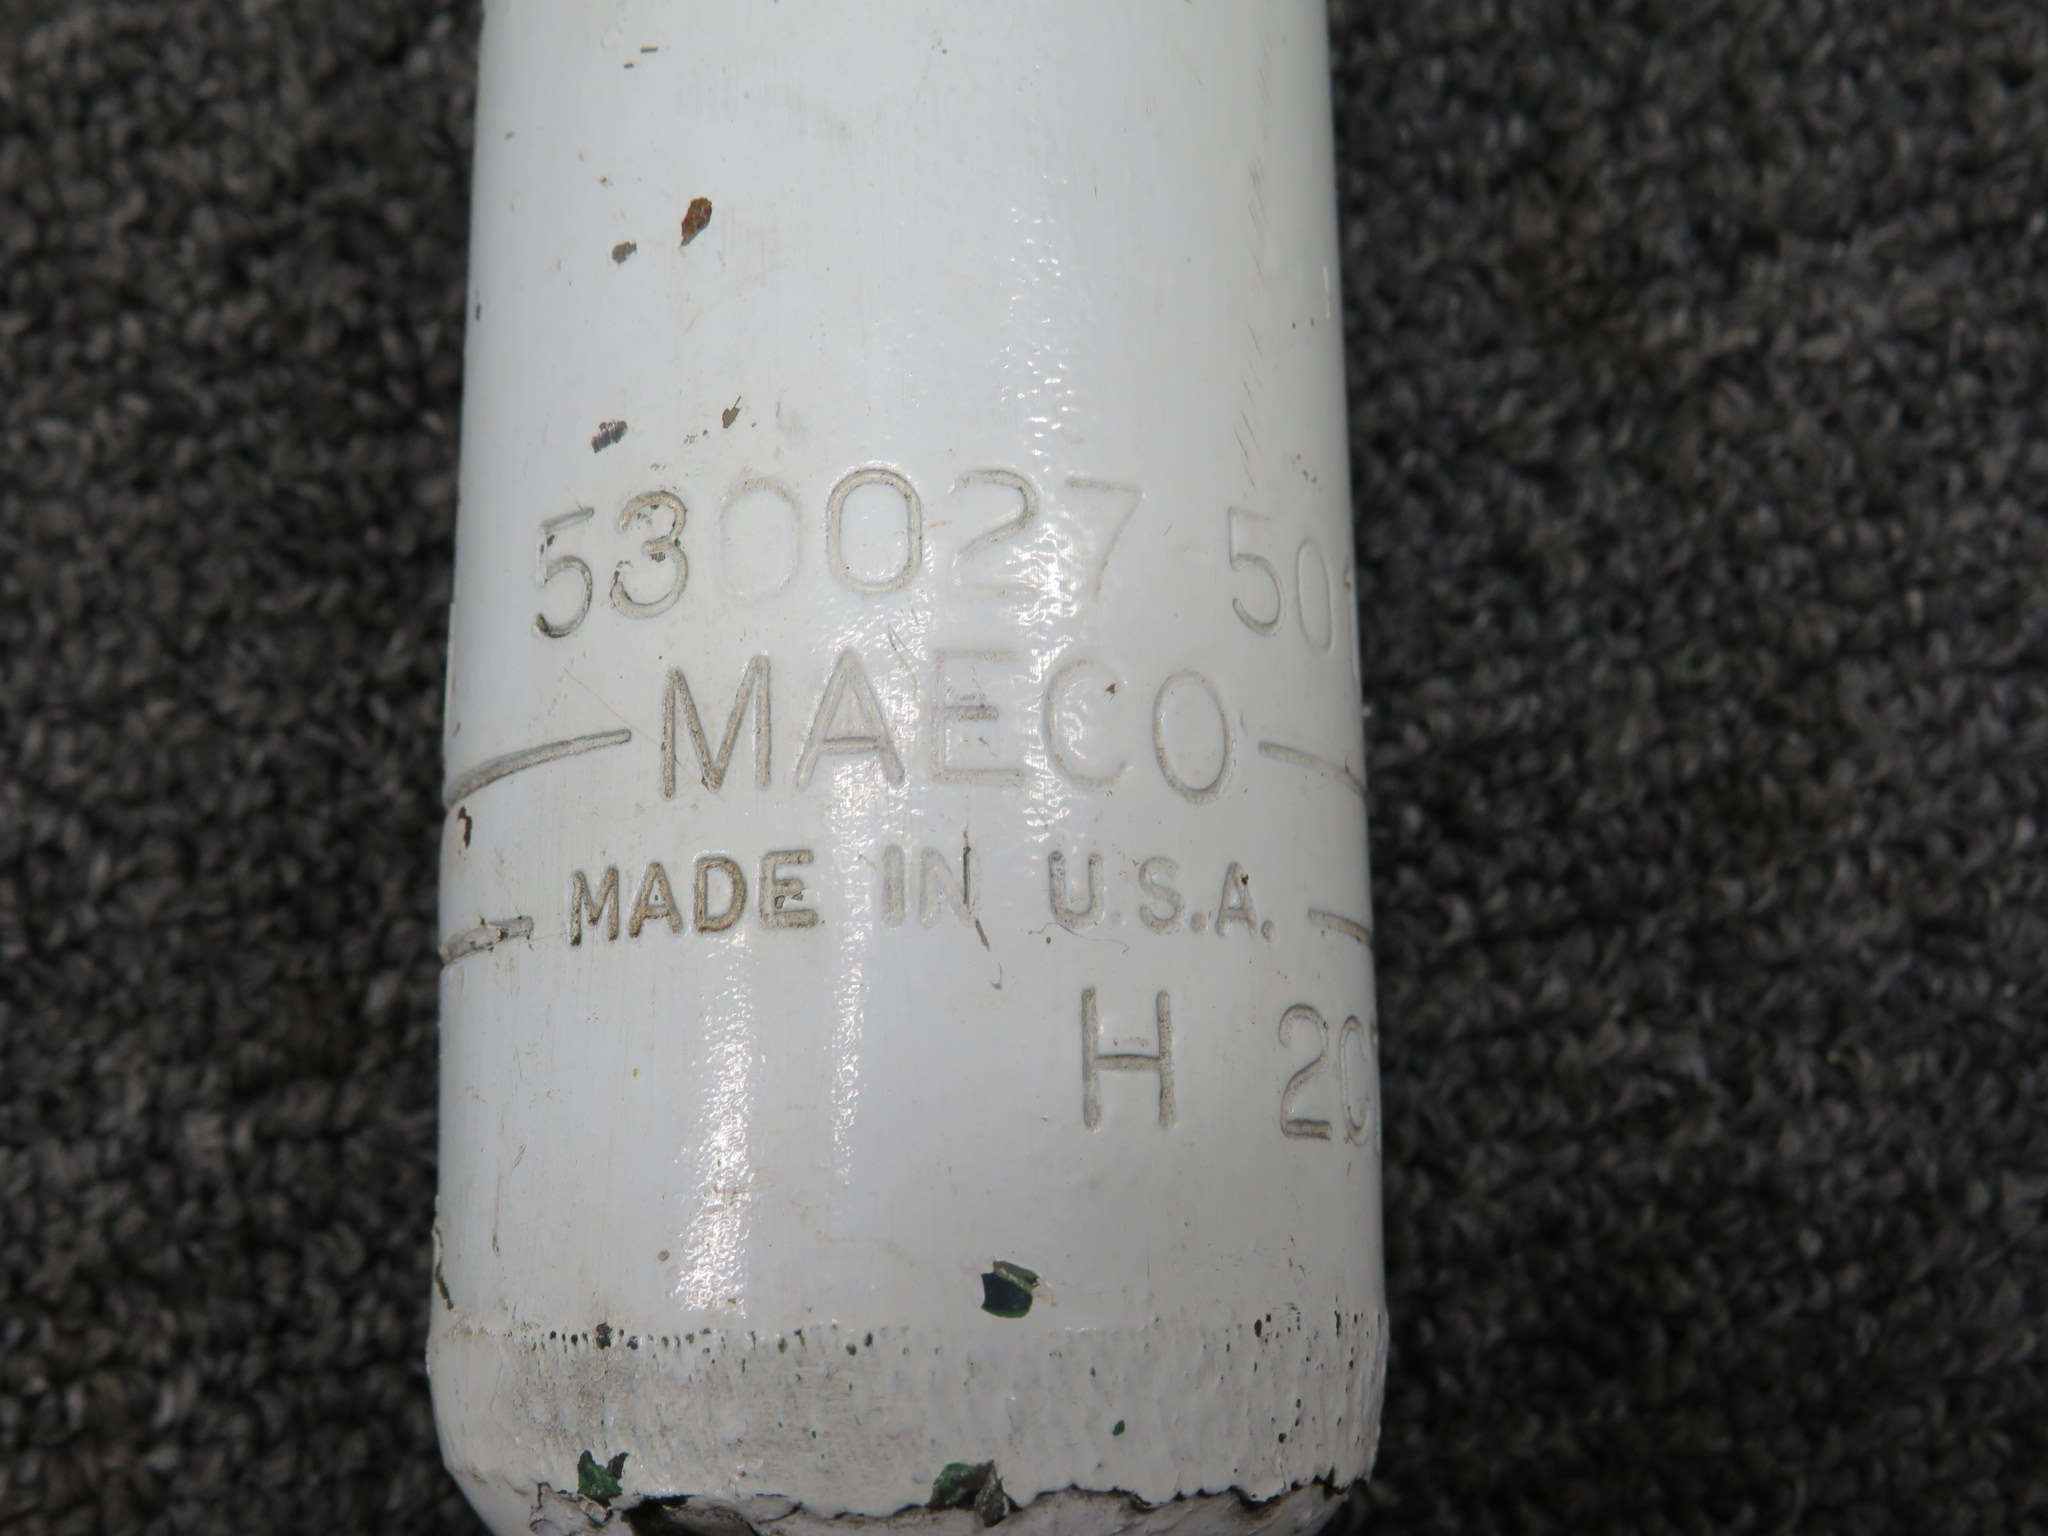 530027 50
— MAECO —
— MADE IN U.S.A. —
H 20